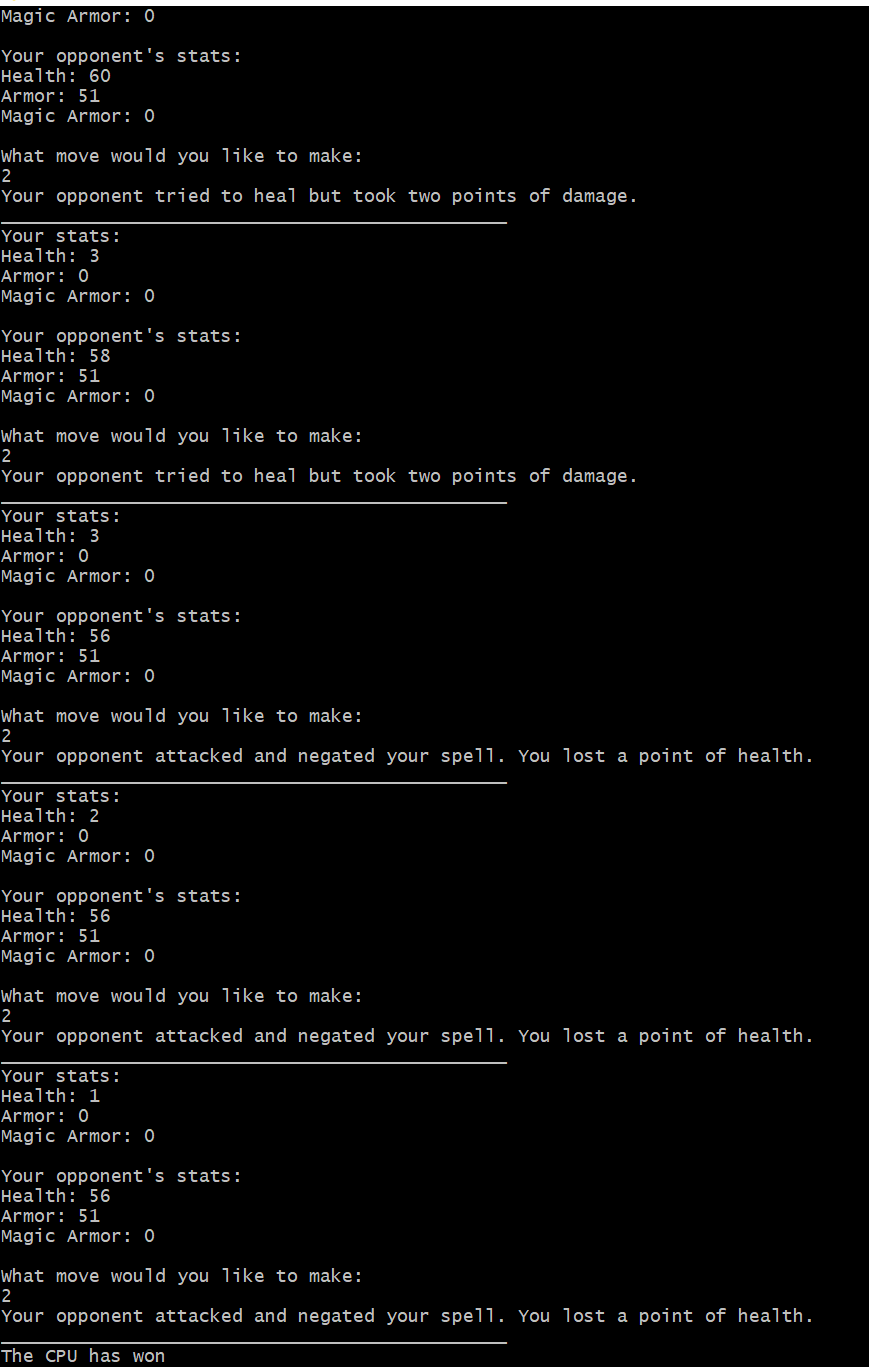 Magic Armor: 0
Your opponent's stats:
Health: 60
Armor: 51
Magic Armor: 0
What move would you like to make:
2
Your opponent tried to heal but took two points of damage.
Your stats:
Health: 3
Armor: 0
Magic Armor: 0
Your opponent's stats:
Health: 58
Armor: 51
Magic Armor: 0
What move would you like to make:
2
Your opponent tried to heal but took two points of damage.
Your stats:
Health: 3
Armor: 0
Magic Armor: 0
Your opponent's stats:
Health: 56
Armor: 51
Magic Armor: 0
What move would you like to make:
2
Your opponent attacked and negated your spell. You lost a point of health.
Your stats:
Health: 2
Armor: 0
Magic Armor: 0
Your opponent's stats:
Health: 56
Armor: 51
Magic Armor: 0
What move would you like to make:
2
Your opponent attacked and negated your spell. You lost a point of health.
Your stats:
Health: 1
Armor: 0
Magic Armor: 0
Your opponent's stats:
Health: 56
Armor: 51
Magic Armor: 0
What move would you like to make:
2
Your opponent attacked and negated your spell. You lost a point of health.
The CPU has won